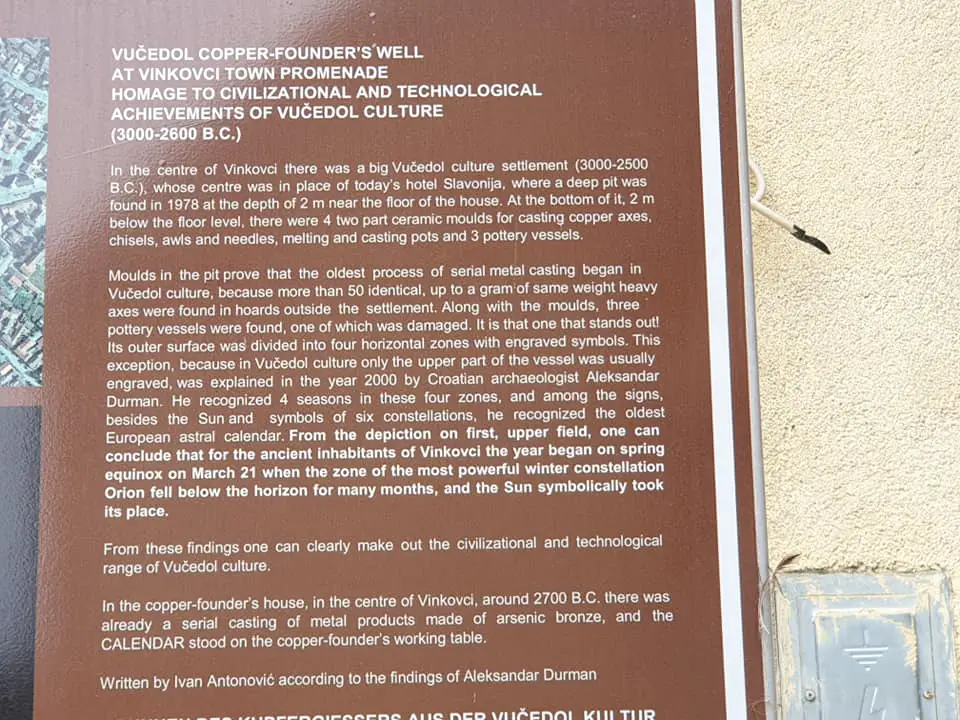 VUČEDOL COPPER-FOUNDER'S WELL
AT VINKOVCI TOWN PROMENADE
HOMAGE TO CIVILIZATIONAL AND TECHNOLOGICAL
ACHIEVEMENTS OF VUČEDOL CULTURE
(3000-2600 B.C.)
In the centre of Vinkovci there was a big Vučedol culture settlement (3000-2500
B.C.), whose centre was in place of today's hotel Slavonija, where a deep pit was
found in 1978 at the depth of 2 m near the floor of the house. At the bottom of it, 2 m
below the floor level, there were 4 two part ceramic moulds for casting copper axes,
chisels, awls and needles, melting and casting pots and 3 pottery vessels.
Moulds in the pit prove that the oldest process of serial metal casting began in
Vučedol culture, because more than 50 identical, up to a gram of same weight heavy
axes were found in hoards outside the settlement. Along with the moulds, three
pottery vessels were found, one of which was damaged. It is that one that stands out!
Its outer surface was divided into four horizontal zones with engraved symbols. This
exception, because in Vučedol culture only the upper part of the vessel was usually
engraved, was explained in the year 2000 by Croatian archaeologist Aleksandar
Durman. He recognized 4 seasons in these four zones, and among the signs,
besides the Sun and symbols of six constellations, he recognized the oldest
European astral calendar. From the depiction on first, upper field, one can
conclude that for the ancient inhabitants of Vinkovci the year began on spring
equinox on March 21 when the zone of the most powerful winter constellation
Orion fell below the horizon for many months, and the Sun symbolically took
its place.
From these findings one can clearly make out the civilizational and technological
range of Vučedol culture.
In the copper-founder's house, in the centre of Vinkovci, around 2700 B.C. there was
already a serial casting of metal products made of arsenic bronze, and the
CALENDAR stood on the copper-founder's working table.
Written by Ivan Antonović according to the findings of Aleksandar Durman
BRUNNEN DES KUPFERGIESSERS AUS DER VUČEDOL KULTUR